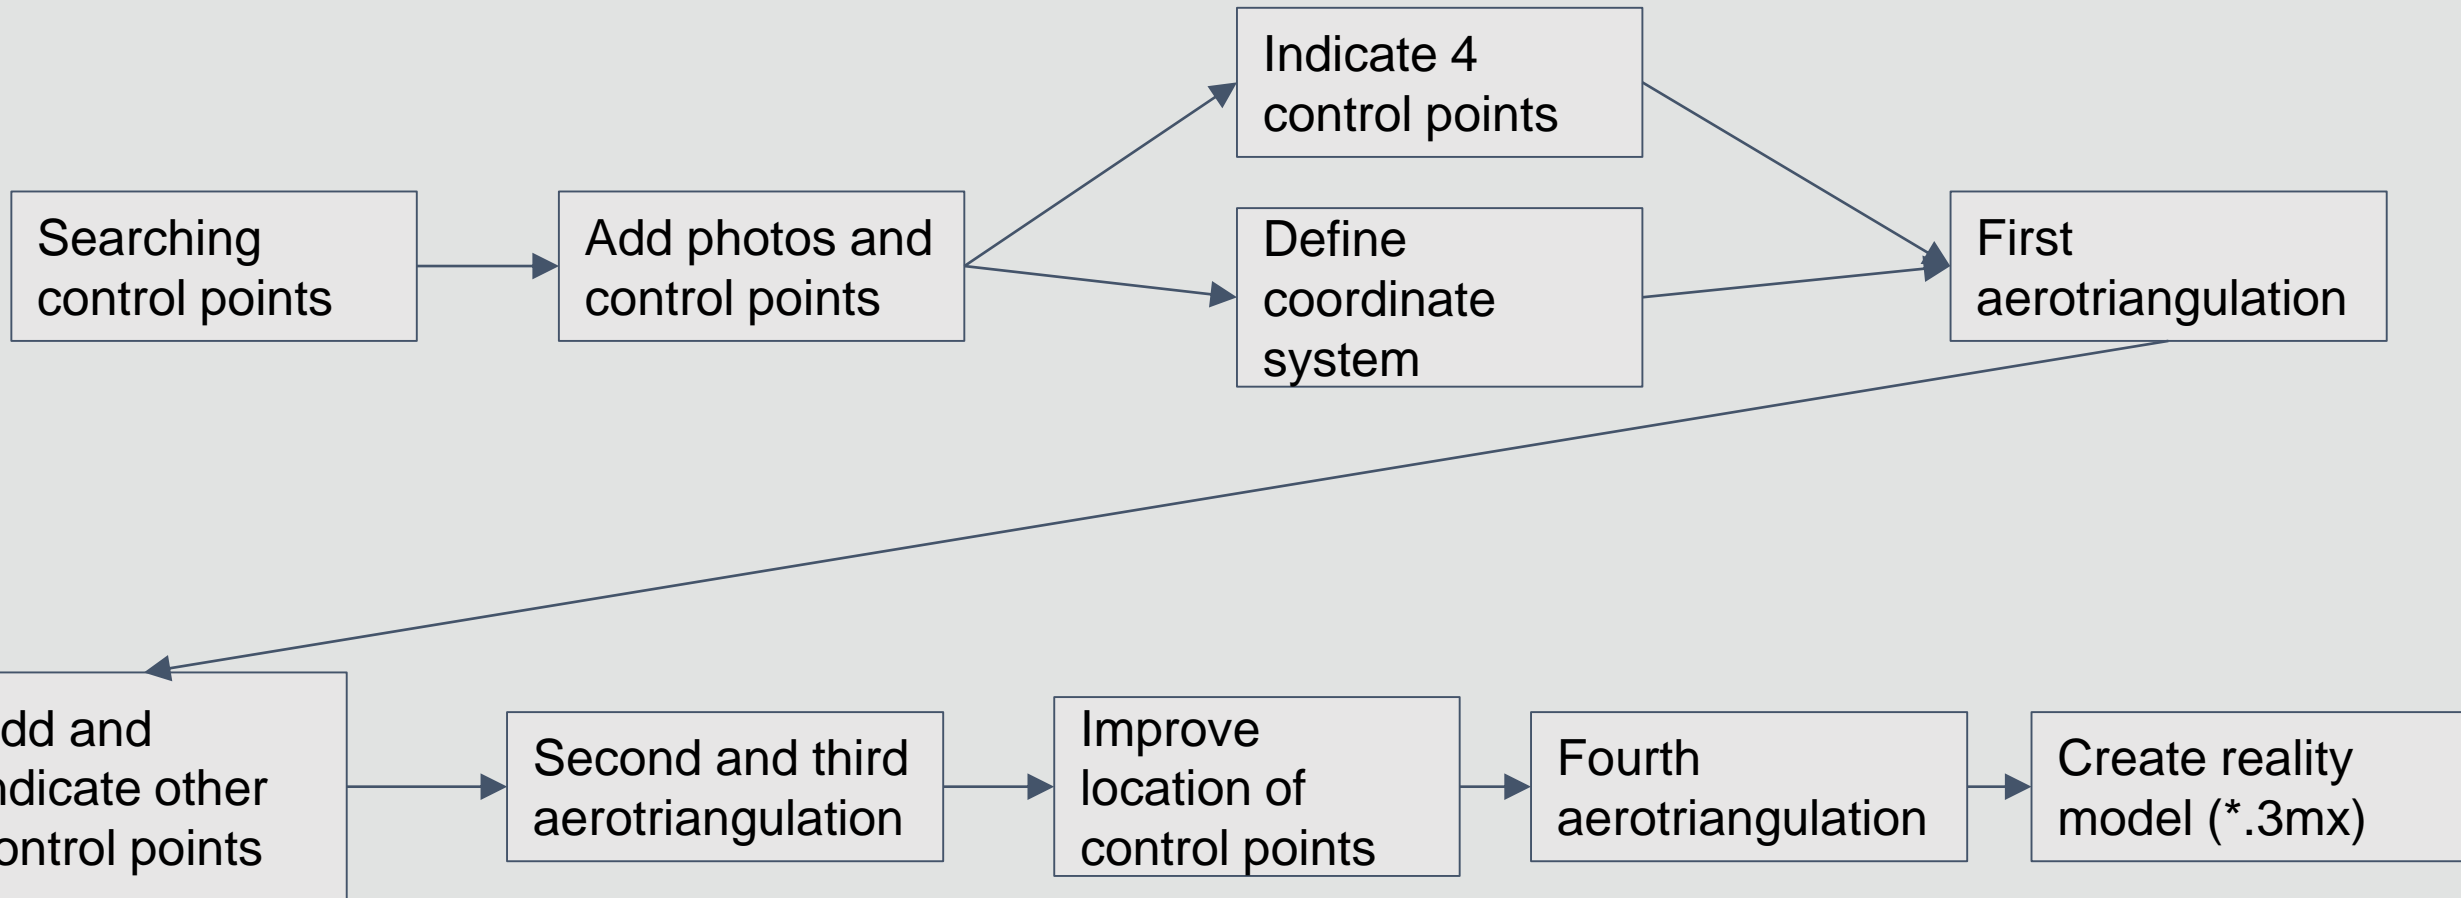 Indicate 4
control points
Searching
control points
Add photos and
control points
Define
coordinate
system
First
aerotriangulation
dd and
ndicate other
ontrol points
Second and third
aerotriangulation
Improve
location of
control points
Fourth
aerotriangulation
Create reality
model (*.3mx)